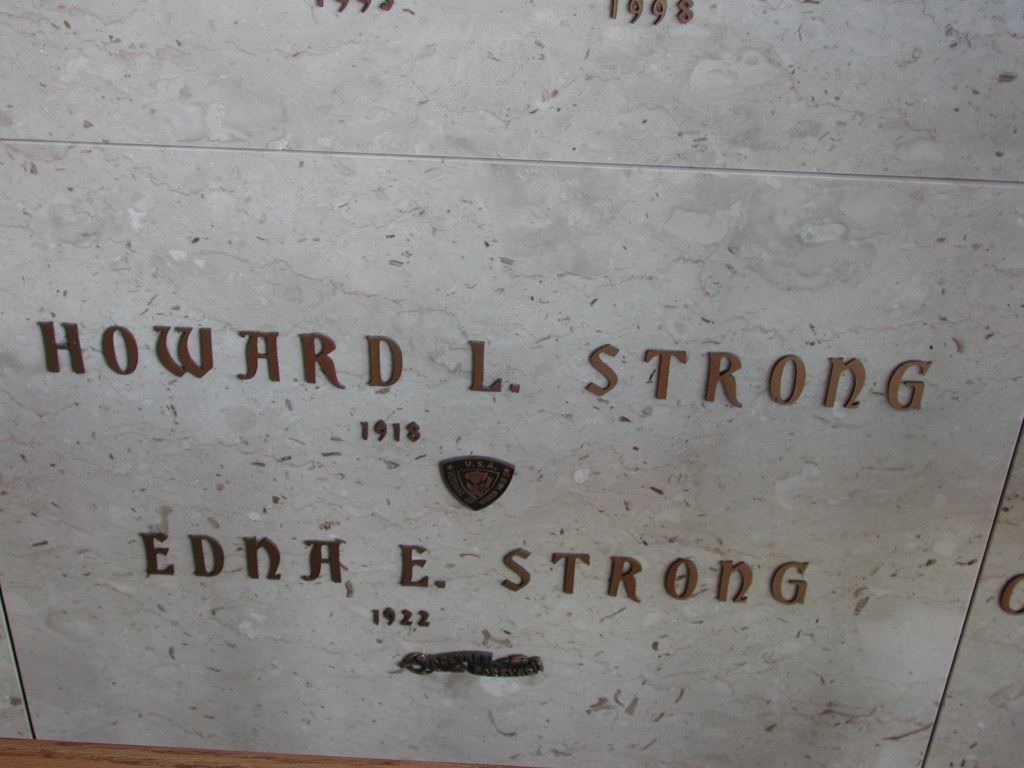 1998
HOWARD L. STRONG
1918
U.S.A.
EDNA E. STRONG
1922